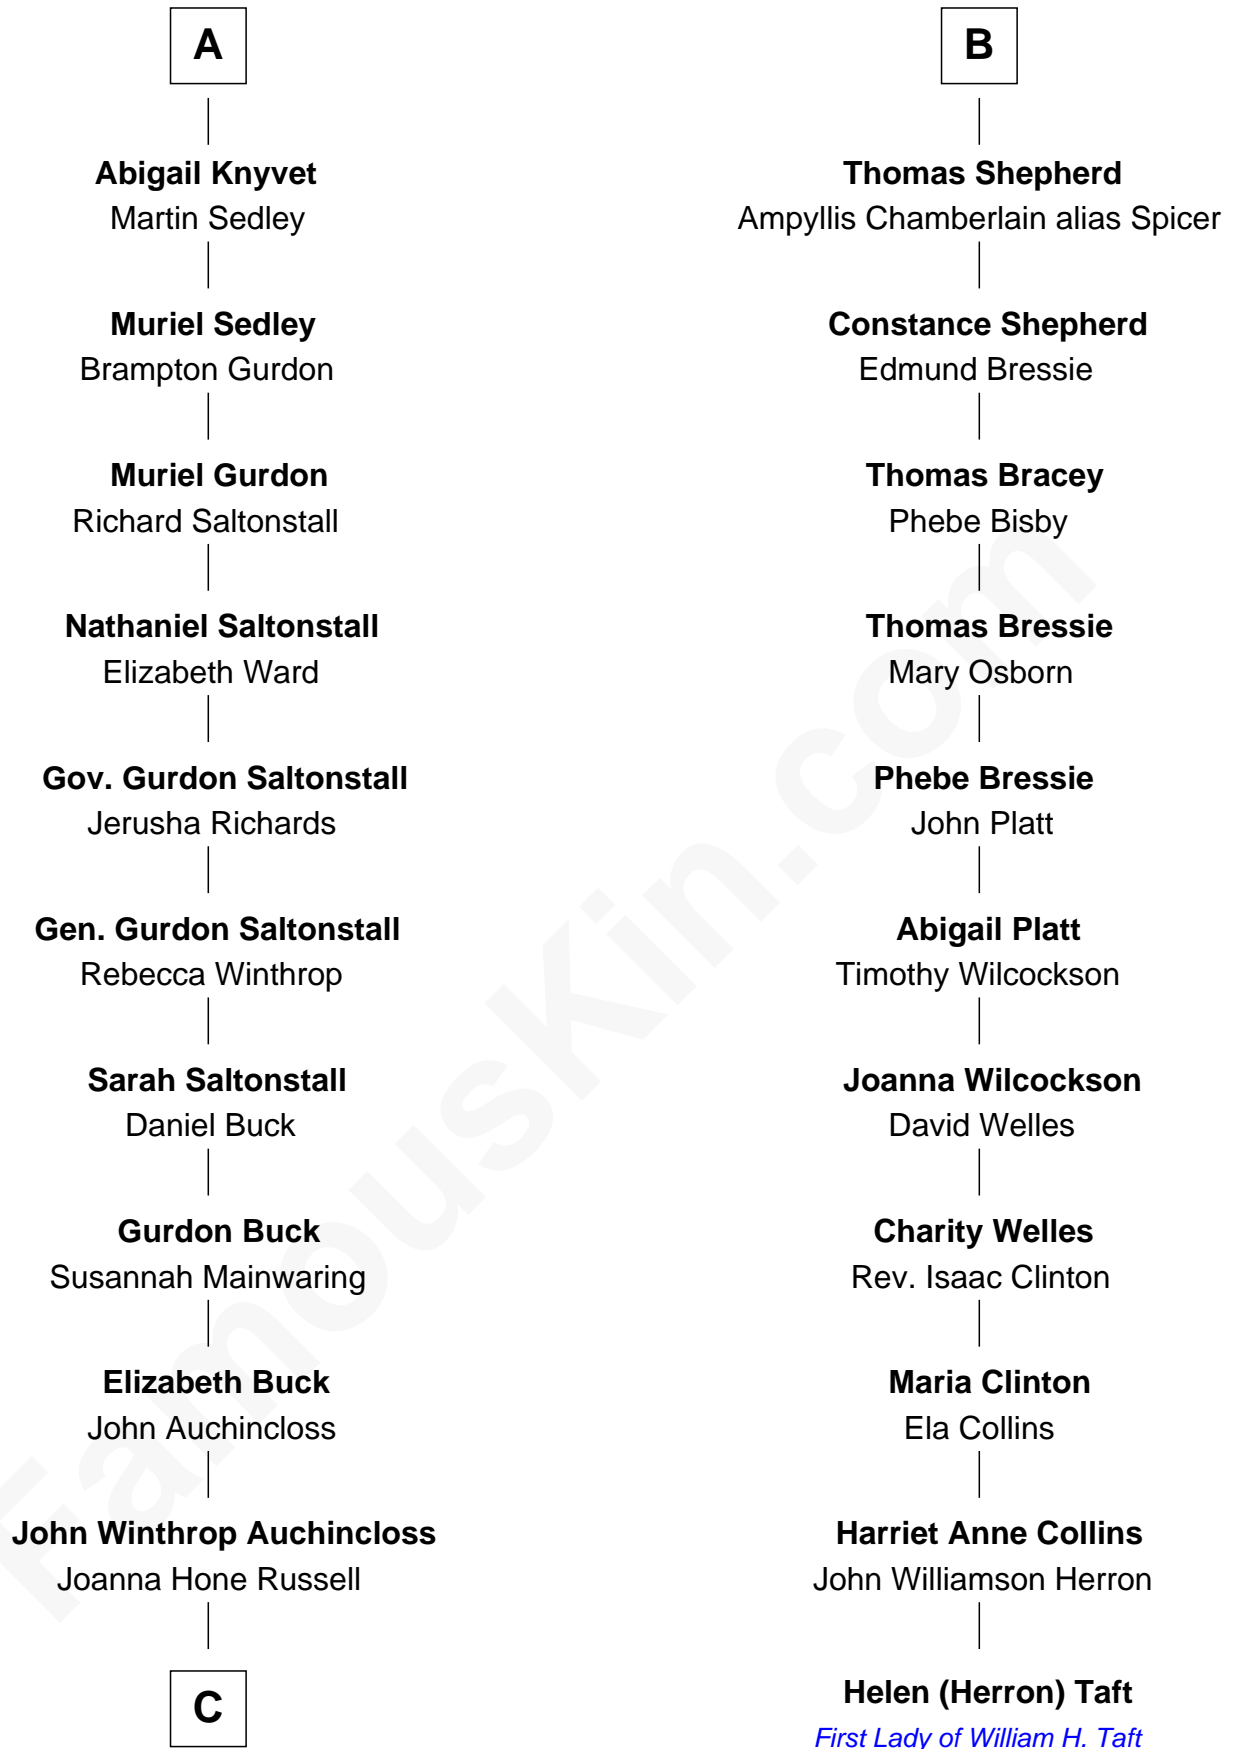 A
Abigail Knyvet
Martin Sedley
Muriel Sedley
Brampton Gurdon
Muriel Gurdon
Richard Saltonstall
Nathaniel Saltonstall
Elizabeth Ward
Gov. Gurdon Saltonstall
Jerusha Richards
Gen. Gurdon Saltonstall
Rebecca Winthrop
Sarah Saltonstall
Daniel Buck
Gurdon Buck
Susannah Mainwaring
Elizabeth Buck
John Auchincloss
John Winthrop Auchincloss
Joanna Hone Russell
C
B
Thomas Shepherd
Ampyllis Chamberlain alias Spicer
Constance Shepherd
Edmund Bressie
Thomas Bracey
Phebe Bisby
Thomas Bressie
Mary Osborn
Phebe Bressie
John Platt
Abigail Platt
Timothy Wilcockson
Joanna Wilcockson
David Welles
Charity Welles
Rev. Isaac Clinton
Maria Clinton
Ela Collins
Harriet Anne Collins
John Williamson Herron
Helen (Herron) Taft
First Lady of William H. Taft
FamousKin.com